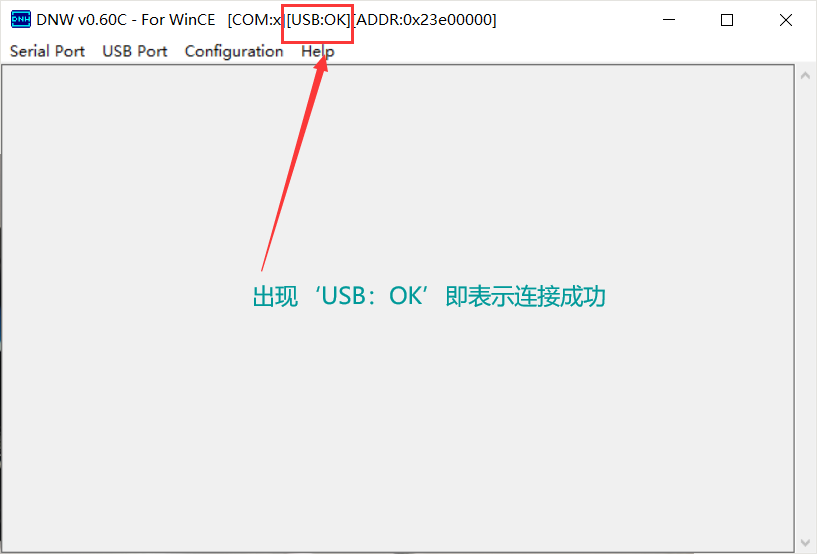 DNW DNW v0.60C - For WinCE [COM:x][USB:OK][ADDR:0x23e00000]
Serial Port USB Port Configuration Help
出现‘USB：OK’即表示连接成功